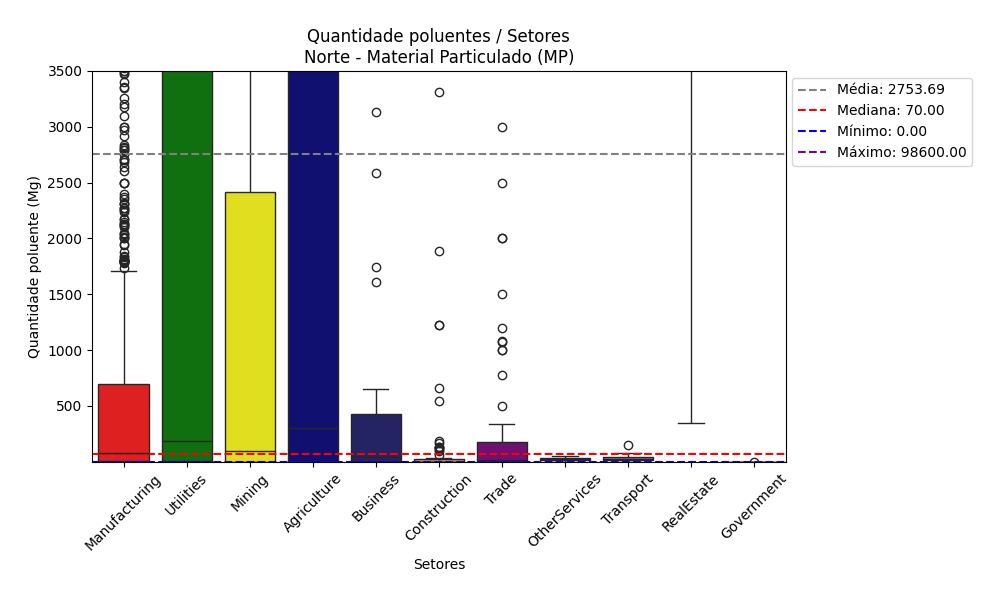 Quantidade poluentes / Setores
Norte - Material Particulado (MP)
Quantidade poluente (Mg)
3500
3000
2500
2000
1500
1000
500
Média: 2753.69
Mediana: 70.00
Mínimo: 0.00
Máximo: 98600.00
Manufacturing
Utilities
Mining
Agriculture
Business
Construction
Trade
OtherServices
Transport
RealEstate
Government
Setores